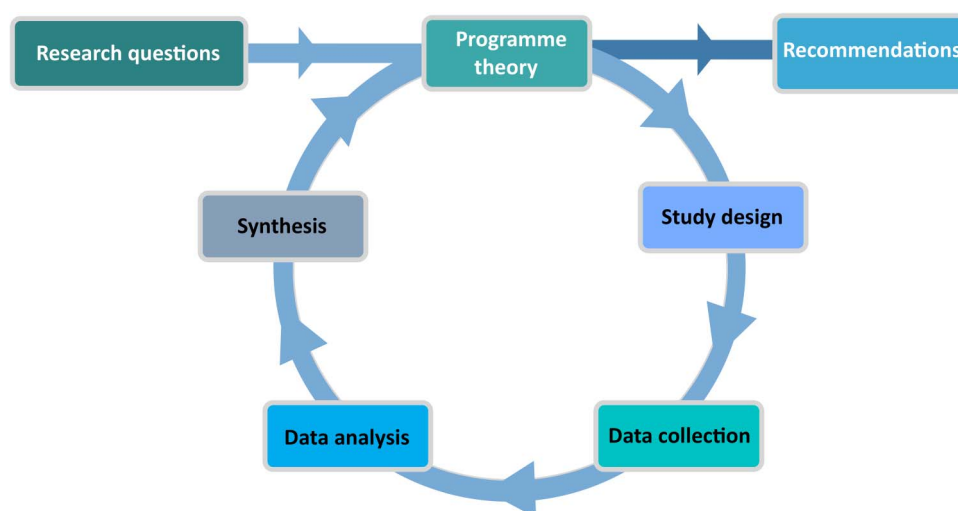 Research questions
Programme
theory
Recommendations
Synthesis
Study design
Data analysis
Data collection